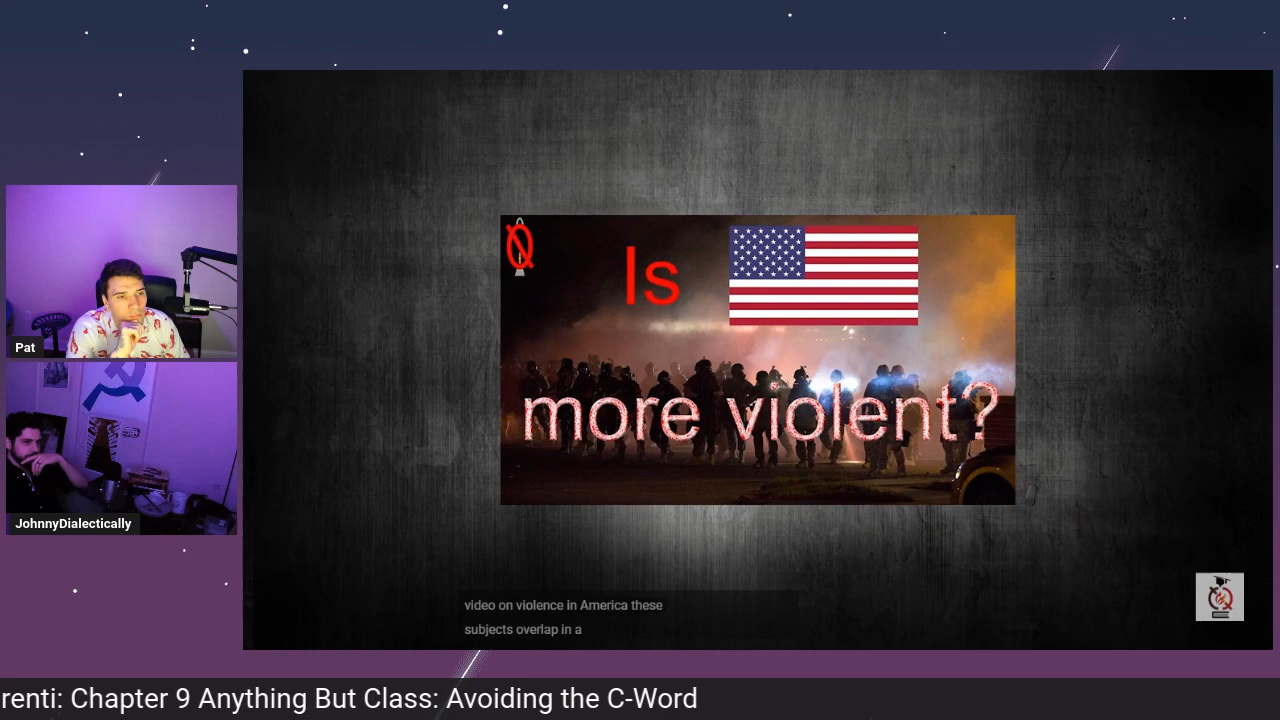 Is
more violent?
Pat
JohnnyDialectically
video on violence in America these
subjects overlap in a
renti: Chapter 9 Anything But Class: Avoiding the C-Word